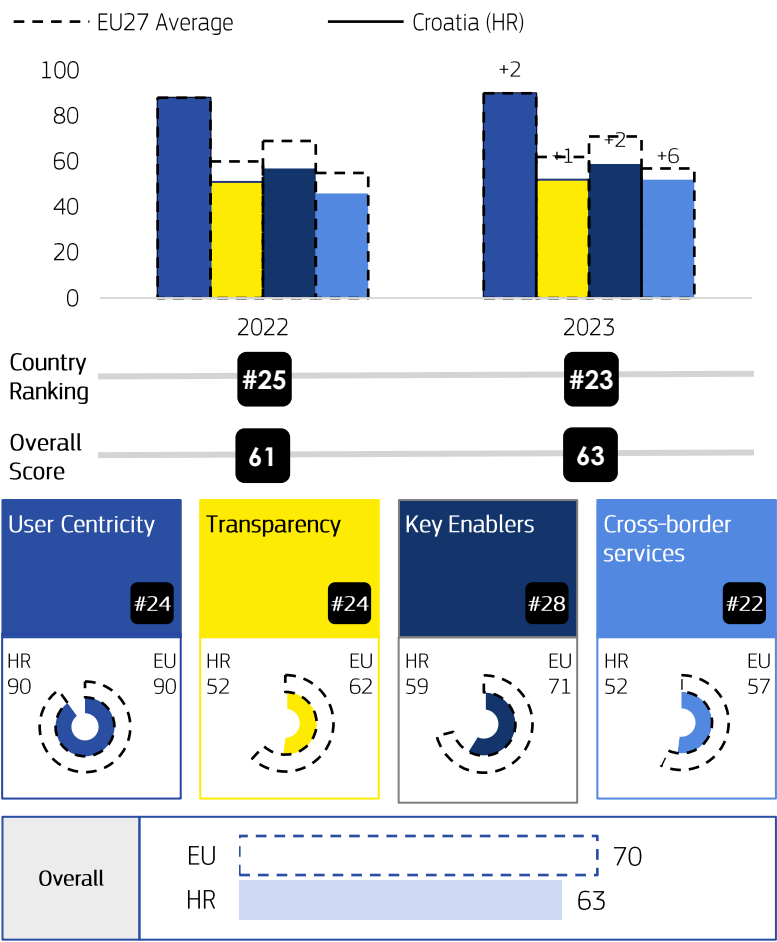 EU27 Average Croatia (HR)
100
80
60
40
20
0
+2
+1
+2
+6
2022 2023
Country
Ranking
#25 #23
Overall
Score
61 63
User Centricity
#24
HR EU
90 90
Transparency
#24
HR EU
52 62
Key Enablers
#28
HR EU
59 71
Cross-border
services
#22
HR EU
52 57
Overall
EU 70
HR 63